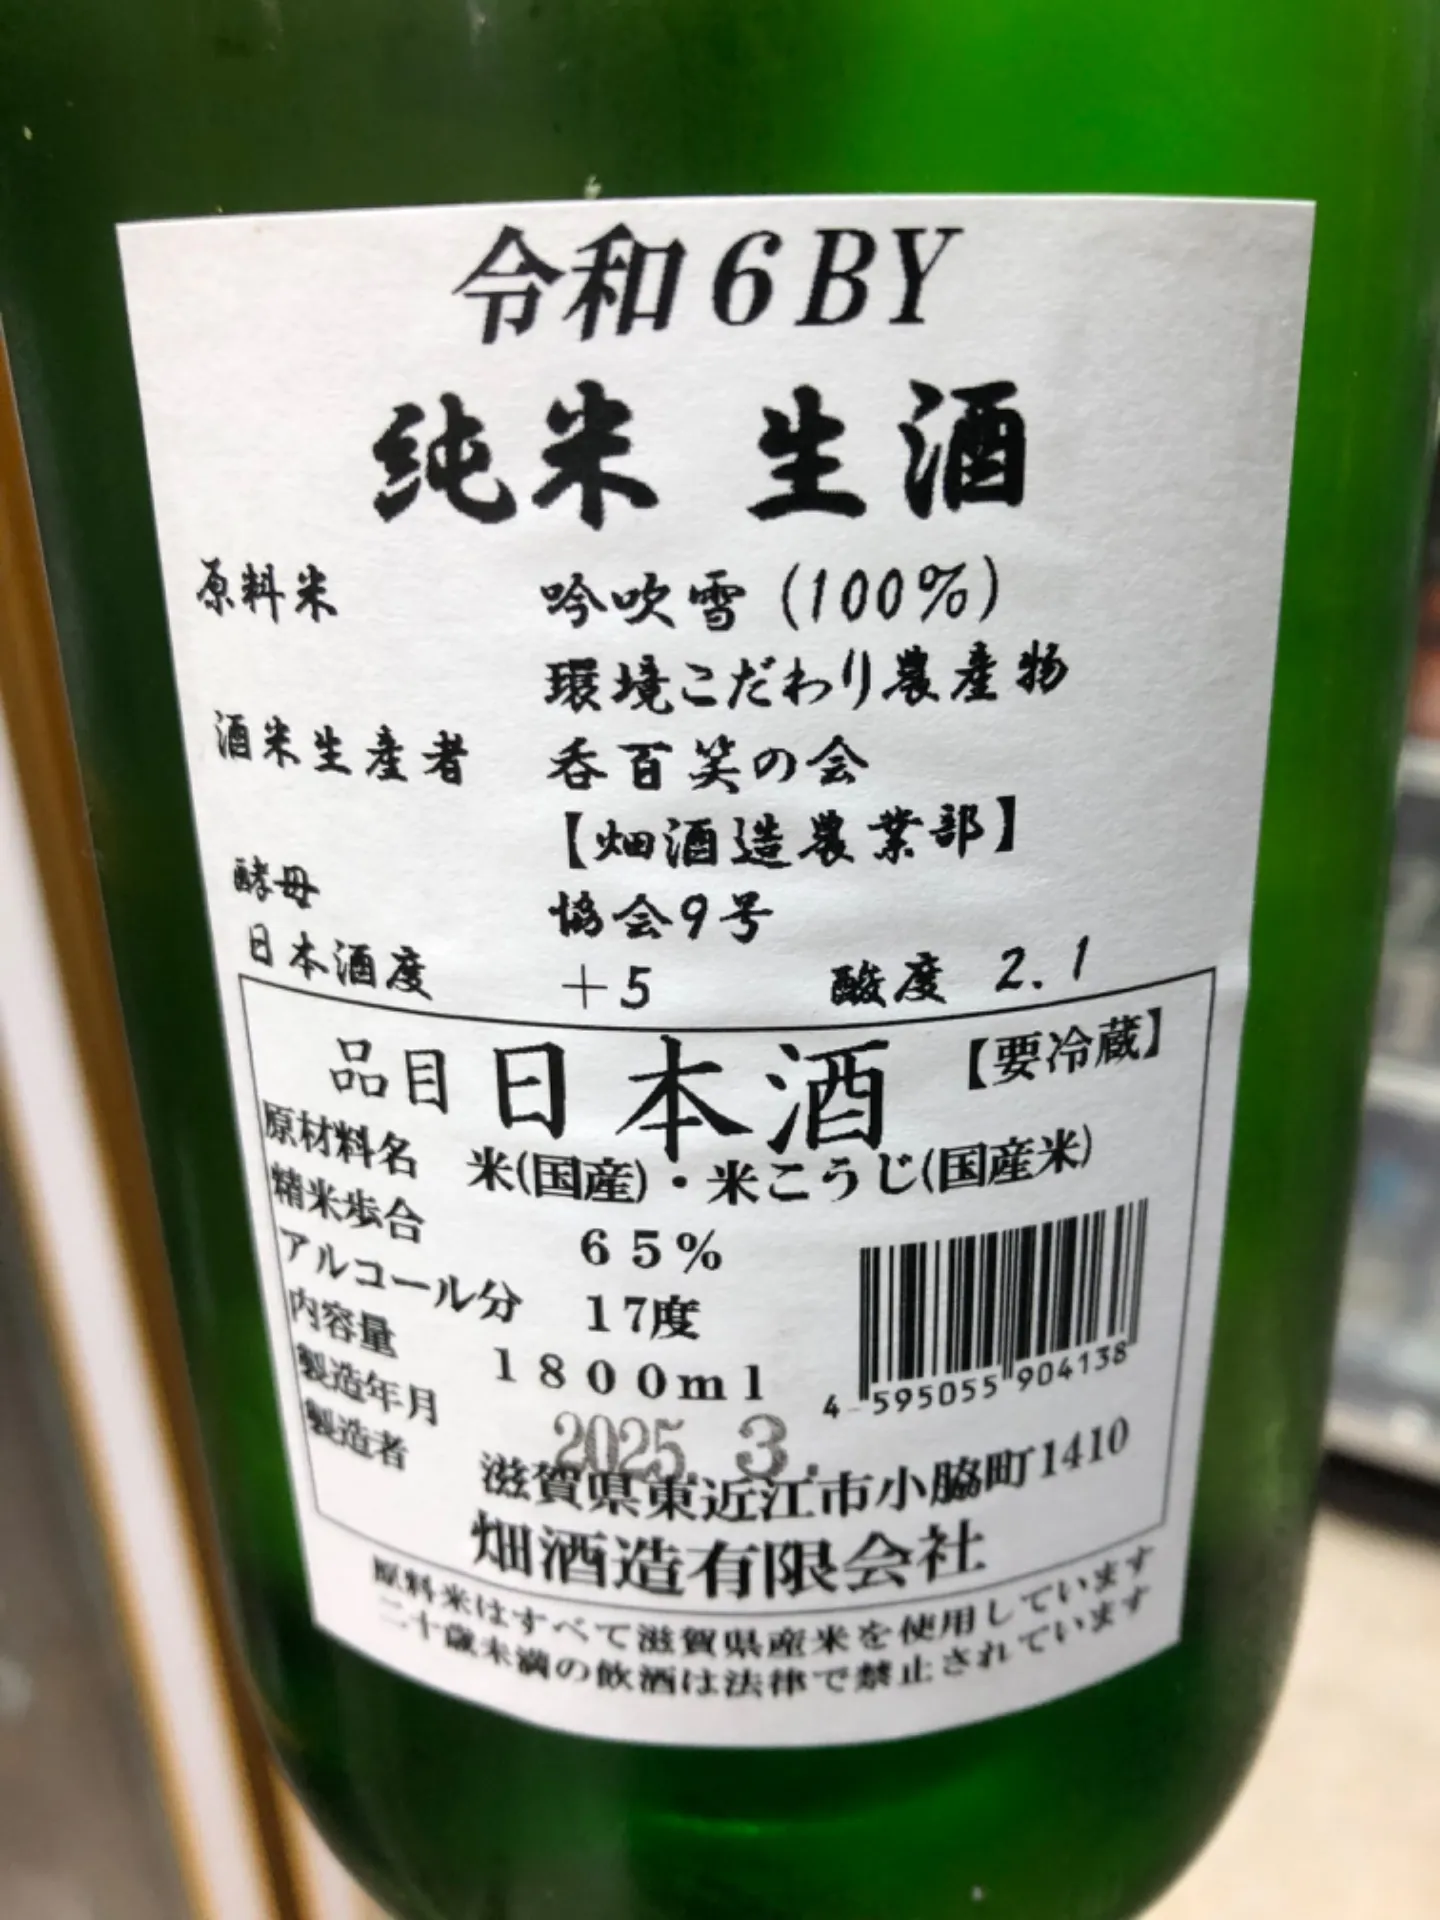 令和6BY
純米 生酒
原料米 吟吹雪(100%)
環境こだわり農産物
酒米生産者 呑百笑の会
【畑酒造農業部】
酵母 協会9号
日本酒度 +5 酸度 2.1
品目 日本酒 【要冷蔵】
原材料名 米(国産)・米こうじ(国産米)
精米歩合 65%
アルコール分 17度
内容量 1800ml
製造年月 2025. 3.
製造者 滋賀県東近江市小脇町1410
畑酒造有限会社
4 595055 904138
原料米はすべて滋賀県産米を使用しています
二十歳未満の飲酒は法律で禁止されています